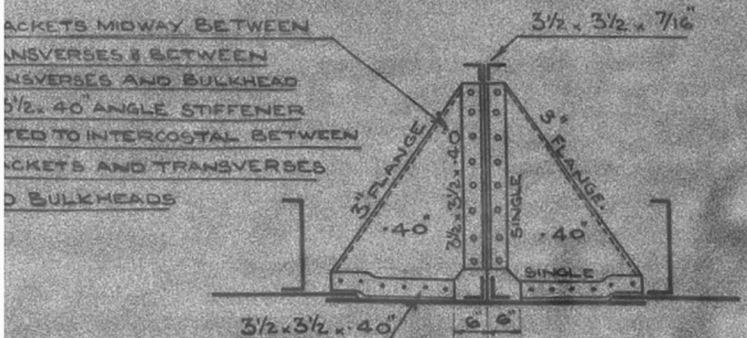 ACKETS MIDWAY BETWEEN
ANSVERSES & BETWEEN
NSVERSES AND BULKHEAD
3½ × 40" ANGLE STIFFENER
TED TO INTERCOSTAL BETWEEN
ACKETS AND TRANSVERSES
D BULKHEADS
3½ × 3½ × 7/16"
3" FLANGE
3½ × 3½ × 40
SINGLE
3" FLANGE.
·40"
·40"
SINGLE
3½ × 3½ × ·40"
6" 6"